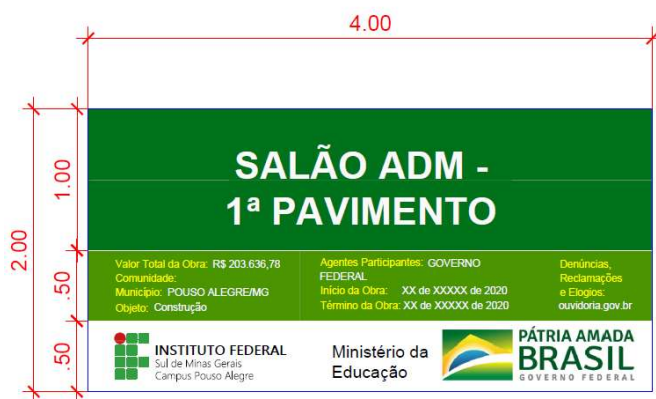 4.00
2.00
1.00
.50
.50
SALÃO ADM -
1ª PAVIMENTO
Valor Total da Obra: R$ 203.636,78
Comunidade:
Município: POUSO ALEGRE/MG
Objeto: Construção
Agentes Participantes: GOVERNO
FEDERAL
Início da Obra: XX de XXXXX de 2020
Término da Obra: XX de XXXXX de 2020
Denúncias,
Reclamações
e Elogios:
ouvidoria.gov.br
INSTITUTO FEDERAL
Sul de Minas Gerais
Campus Pouso Alegre
Ministério da
Educação
PÁTRIA AMADA
BRASIL
GOVERNO FEDERAL